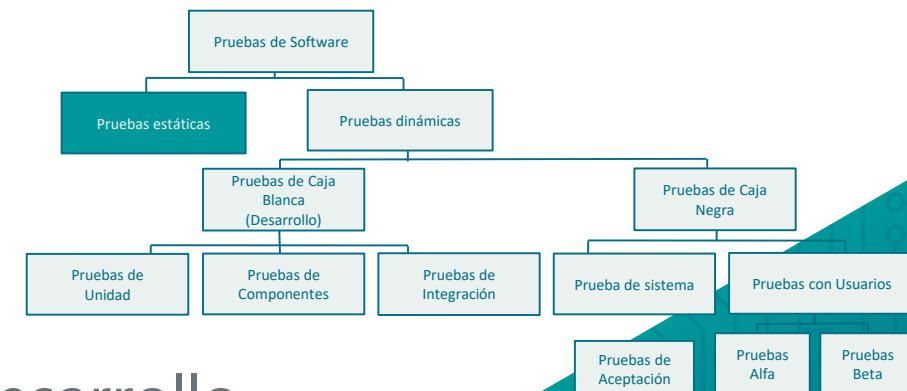 Pruebas de Software
Pruebas estáticas
Pruebas dinámicas
Pruebas de Caja
Blanca
(Desarrollo)
Pruebas de Caja
Negra
Pruebas de
Unidad
Pruebas de
Componentes
Pruebas de
Integración
Prueba de sistema
Pruebas con Usuarios
Pruebas de
Aceptación
Pruebas
Alfa
Pruebas
Beta